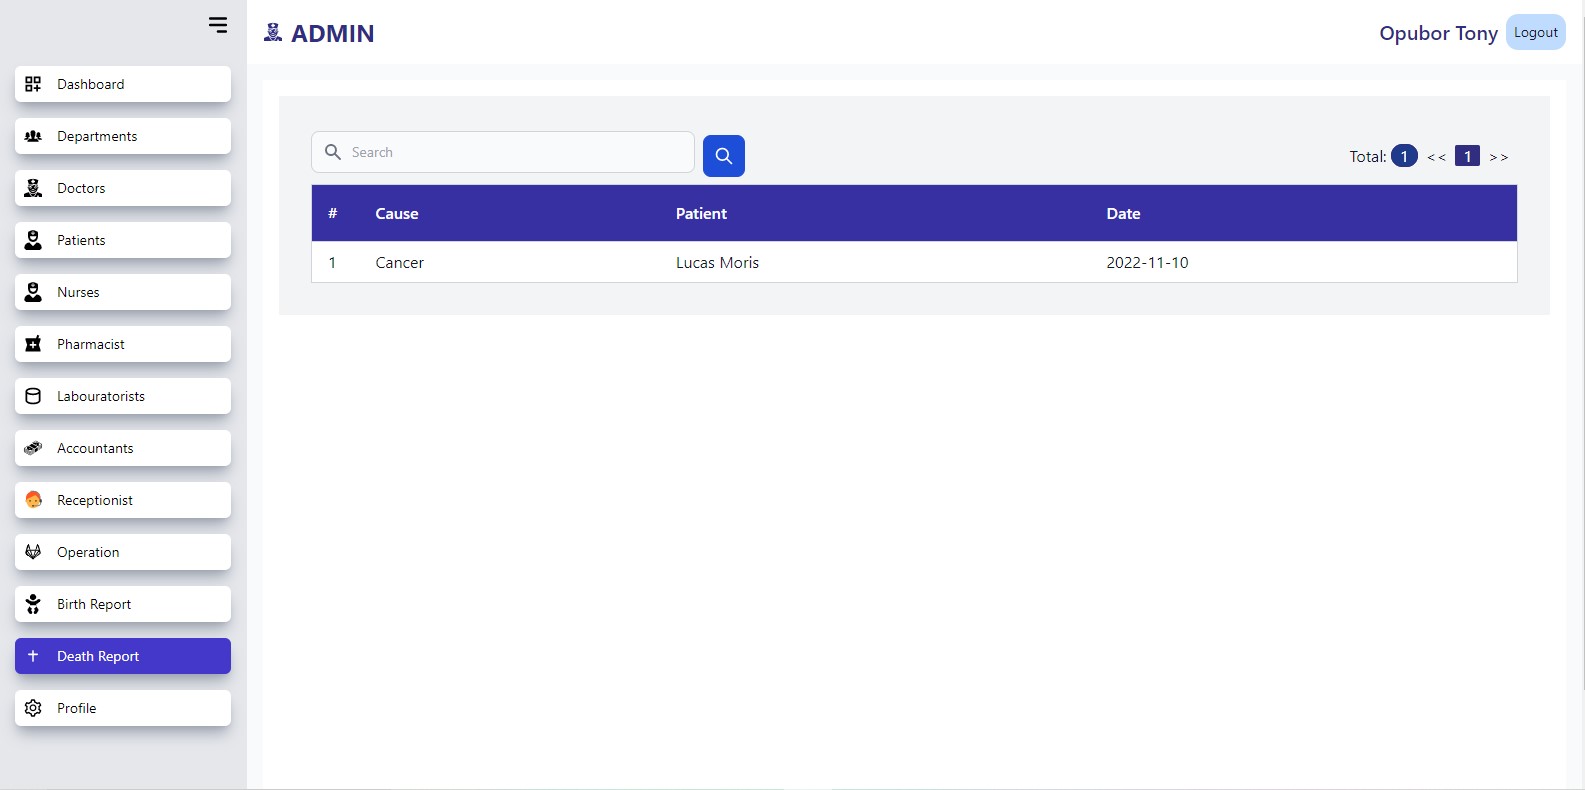 ADMIN
Opubor Tony
Logout
Dashboard
Departments
Doctors
Patients
Nurses
Pharmacist
Labouratorists
Accountants
Receptionist
Operation
Birth Report
Death Report
Profile
Search
Total: 1 << 1 >>
# Cause Patient Date
1 Cancer Lucas Moris 2022-11-10